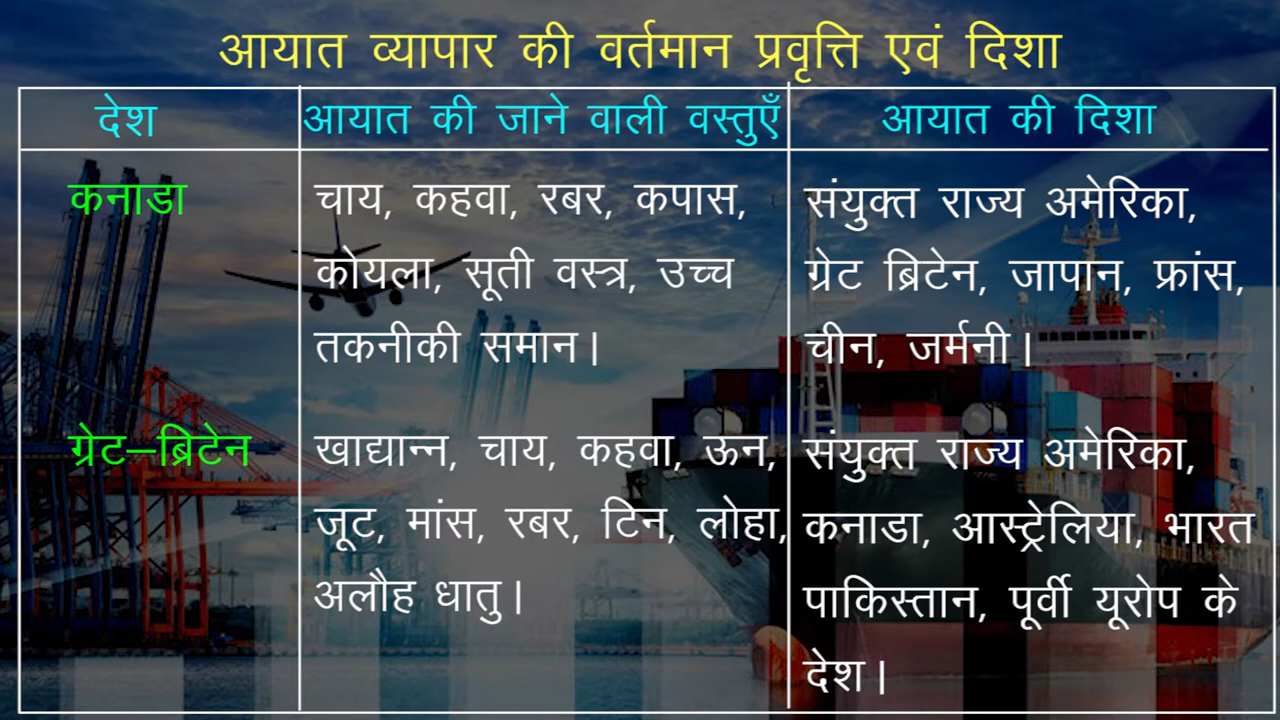 आयात व्यापार की वर्तमान प्रवृत्ति एवं दिशा
देश
आयात की जाने वाली वस्तुएँ
आयात की दिशा
कनाडा
चाय, कहवा, रबर, कपास,
कोयला, सूती वस्त्र, उच्च
तकनीकी समान।
संयुक्त राज्य अमेरिका,
ग्रेट ब्रिटेन, जापान, फ्रांस,
चीन, जर्मनी।
ग्रेट–ब्रिटेन
खाद्यान्न, चाय, कहवा, ऊन,
जूट, मांस, रबर, टिन, लोहा,
अलौह धातु।
संयुक्त राज्य अमेरिका,
कनाडा, आस्ट्रेलिया, भारत
पाकिस्तान, पूर्वी यूरोप के
देश।